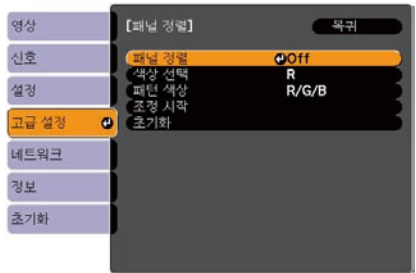 영상
신호
설정
고급 설정
네트워크
정보
초기화
[패널 정렬] 복귀
패널 정렬 Off
색상 선택 R
패턴 색상 R/G/B
조정 시작
초기화